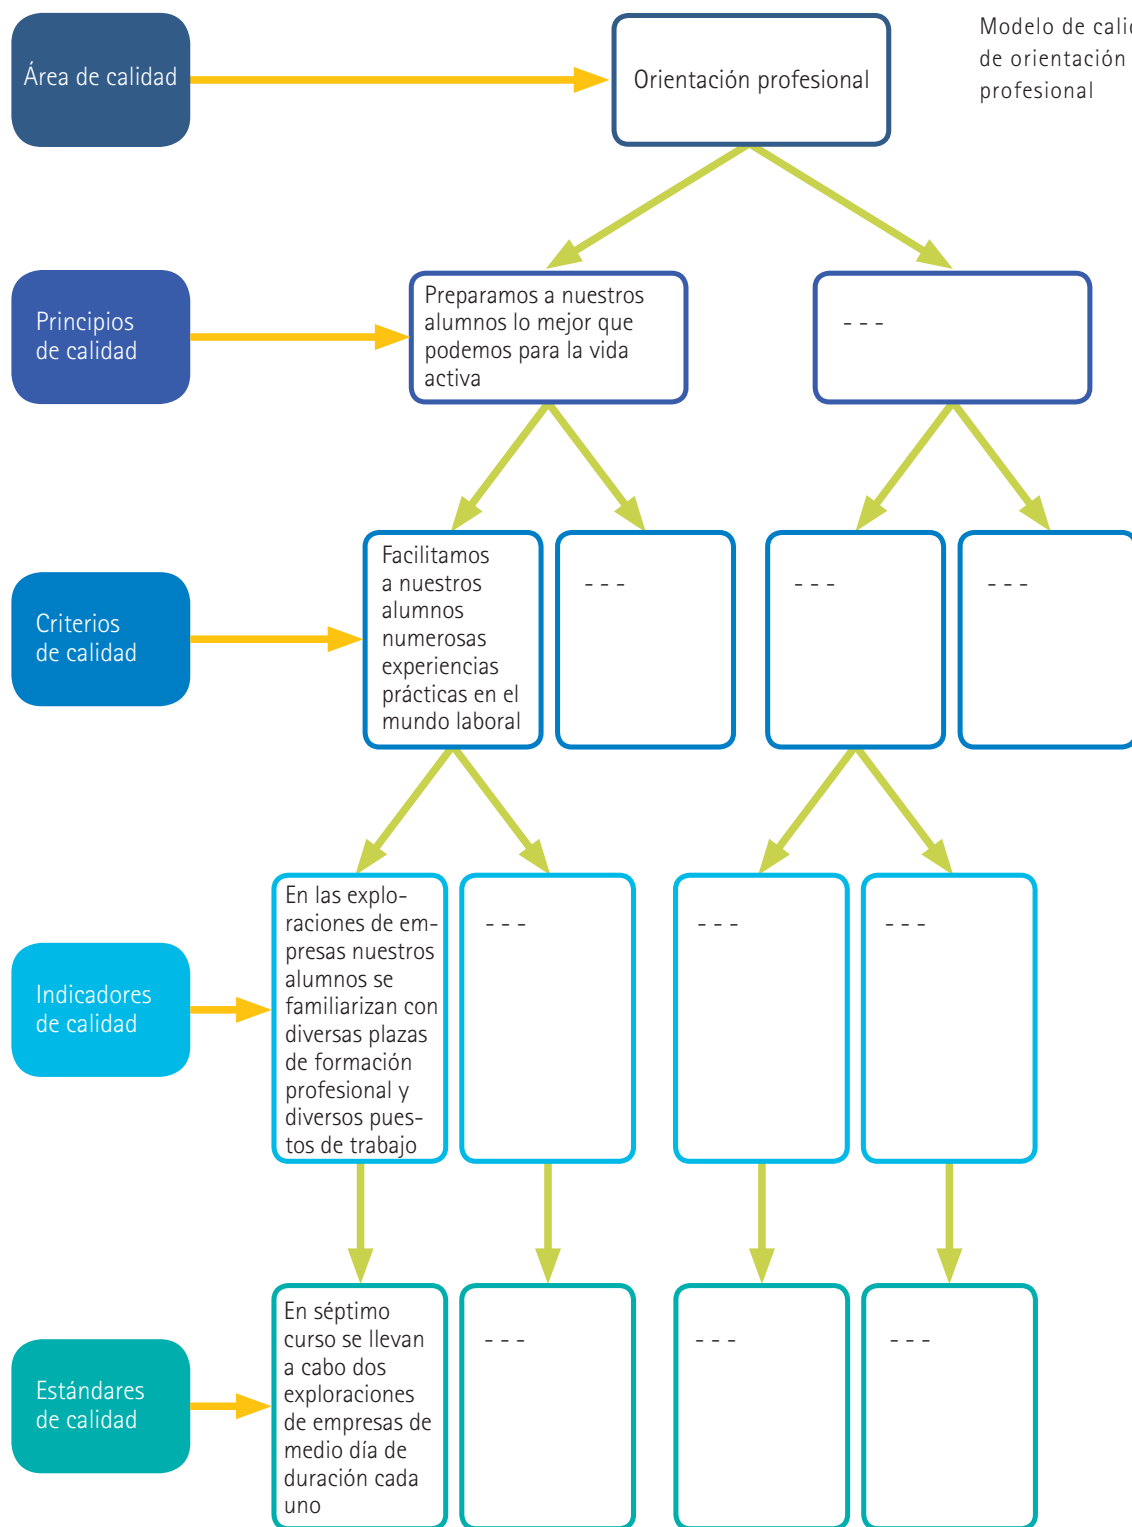 Área de calidad
Orientación profesional
de orientación
profesional
Modelo de
Principios
de calidad
Preparamos a nuestros
alumnos lo mejor que
podemos para la vida
activa
- - -
Criterios
de calidad
Facilitamos
a nuestros
alumnos
numerosas
experiencias
prácticas en el
mundo laboral
- - -
- - -
- - -
Indicadores
de calidad
En las explo-
raciones de em-
presas nuestros
alumnos se
familiarizan con
diversas plazas
de formación
profesional y
diversos pues-
tos de trabajo
- - -
- - -
- - -
Estándares
de calidad
En séptimo
curso se llevan
a cabo dos
exploraciones
de empresas de
medio día de
duración cada
uno
- - -
- - -
- - -